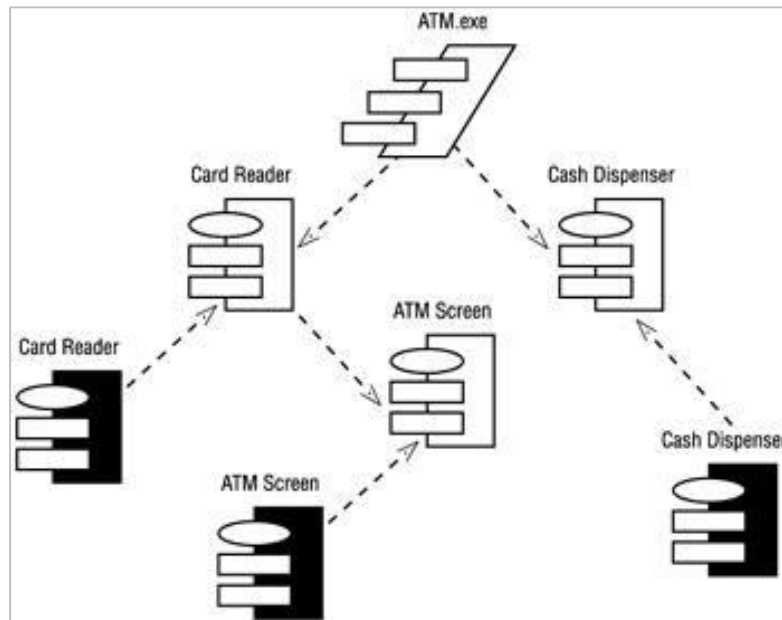 ATM.exe
Card Reader
Cash Dispenser
ATM Screen
Card Reader
Cash Dispenser
ATM Screen